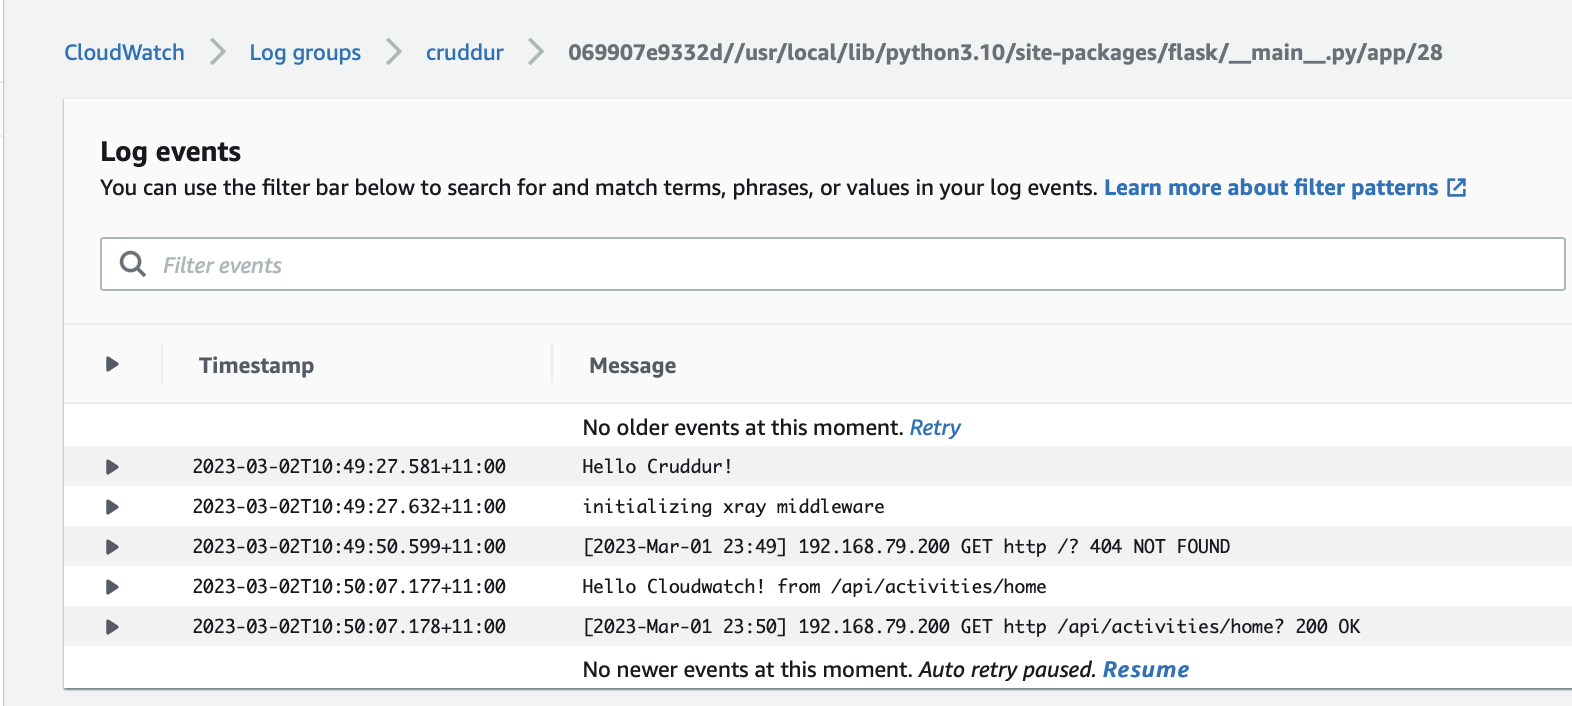 CloudWatch > Log groups > cruddur > 069907e9332d//usr/local/lib/python3.10/site-packages/flask/__main__.py/app/28
Log events
You can use the filter bar below to search for and match terms, phrases, or values in your log events. Learn more about filter patterns
Filter events
Timestamp Message
No older events at this moment. Retry
2023-03-02T10:49:27.581+11:00 Hello Cruddur!
2023-03-02T10:49:27.632+11:00 initializing xray middleware
2023-03-02T10:49:50.599+11:00 [2023-Mar-01 23:49] 192.168.79.200 GET http /? 404 NOT FOUND
2023-03-02T10:50:07.177+11:00 Hello Cloudwatch! from /api/activities/home
2023-03-02T10:50:07.178+11:00 [2023-Mar-01 23:50] 192.168.79.200 GET http /api/activities/home? 200 OK
No newer events at this moment. Auto retry paused. Resume